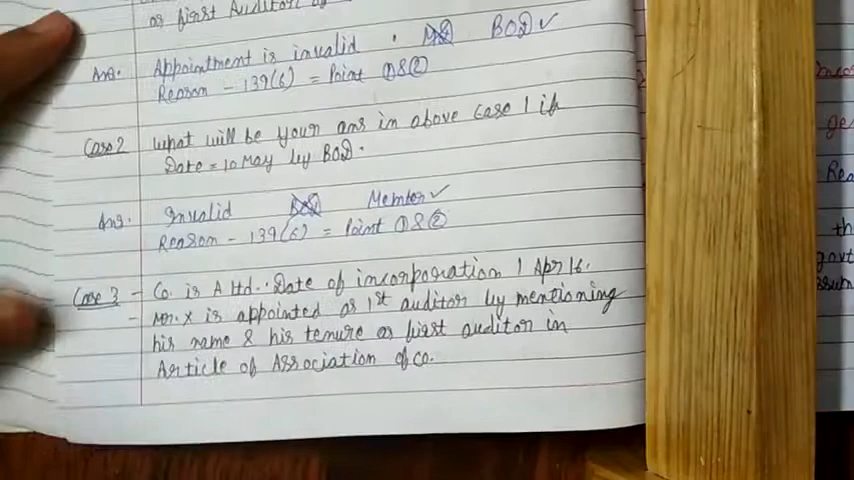 as first Auditor by
Ans. Appointment is invalid . BOD ✓
Reason - 139(6) = Point ① & ②
Case 2 What will be your ans in above case 1 if
Date = 10 May by BOD.
Ans. Invalid Member ✓
Reason - 139(6) = Point ① & ②
Case 3 - Co. is A ltd.. Date of incorporation 1 Apr 16.
- Mr. X is appointed as 1st auditor by mentioning
his name & his tenure as first auditor in
Article of Association of co.